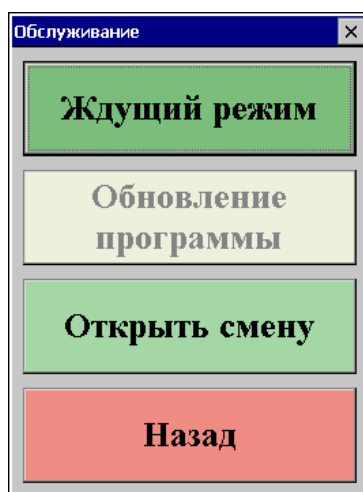 Обслуживание
Ждущий режим
Обновление
программы
Открыть смену
Назад